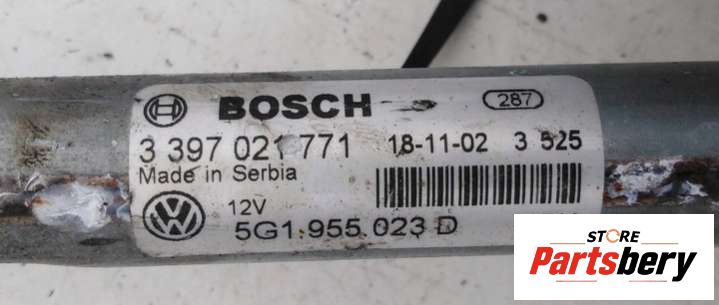 BOSCH 287
3 397 021 771 18-11-02 3 525
Made in Serbia
12V
5G1.955.023 D
STORE
Partsbery